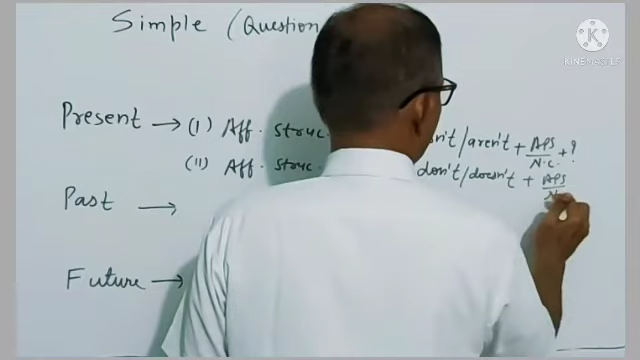 Simple (Question
Present → (I) Aff. Struc. n't/aren't + APS/N.C. + ?
(II) Aff. Struc. don't/doesn't + APS/N
Past →
Future →
KINEMASTER